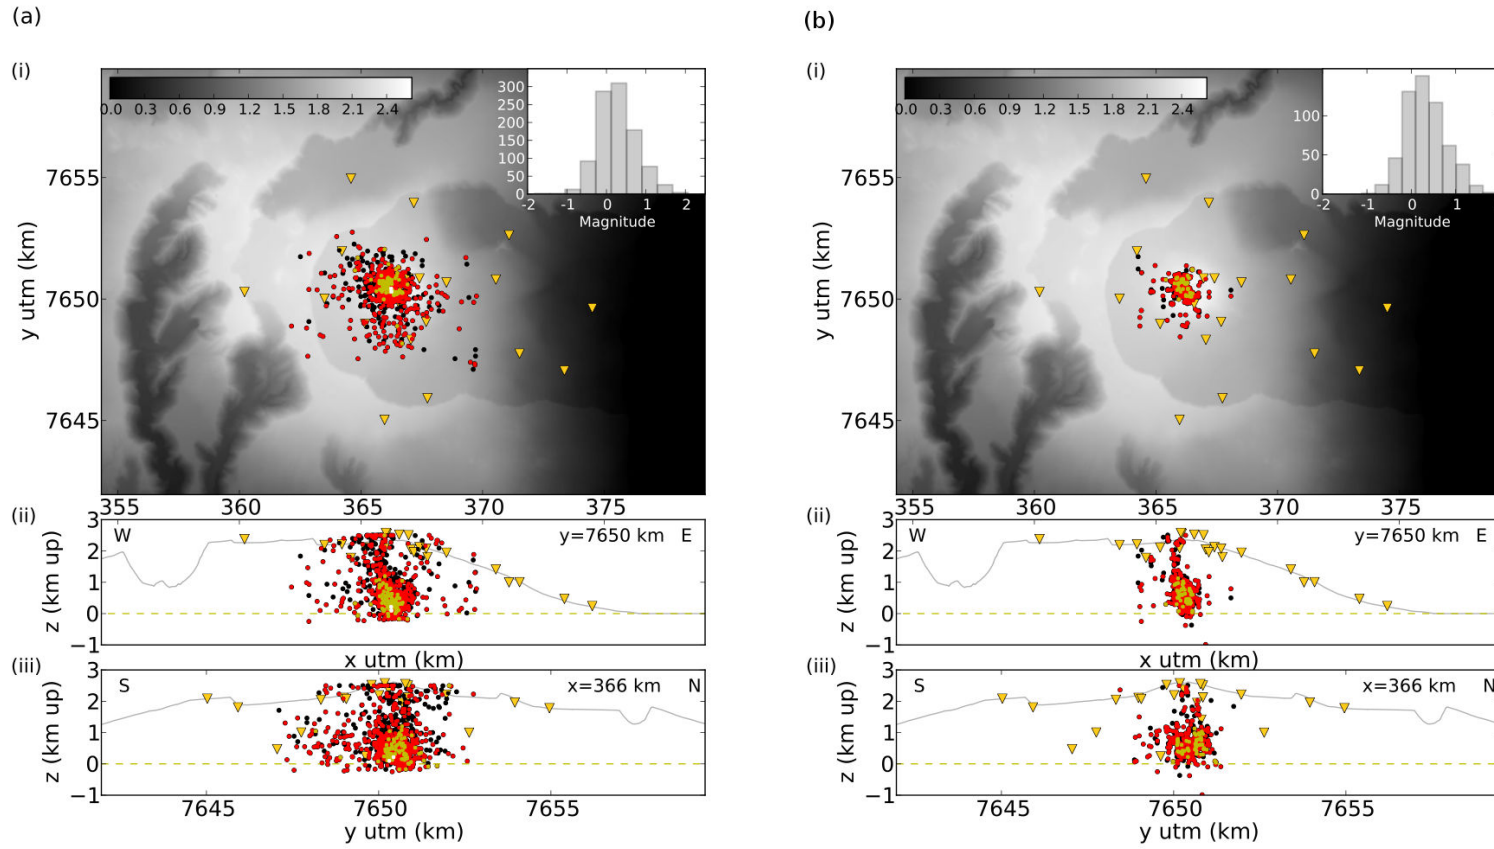 (a)
(b)
(i)
0.0 0.3 0.6 0.9 1.2 1.5 1.8 2.1 2.4
300
250
200
150
100
50
0
-2 -1 0 1 2
Magnitude
7655
7650
7645
y utm (km)
355 360 365 370 375
(ii)
3
2
1
0
−1
z (km up)
W
y=7650 km E
x utm (km)
(iii)
3
2
1
0
−1
z (km up)
S
x=366 km N
7645 7650 7655
y utm (km)
(i)
0.0 0.3 0.6 0.9 1.2 1.5 1.8 2.1 2.4
100
50
0
-2 -1 0 1
Magnitude
7655
7650
7645
y utm (km)
355 360 365 370 375
(ii)
3
2
1
0
−1
z (km up)
W
y=7650 km E
x utm (km)
(iii)
3
2
1
0
−1
z (km up)
S
x=366 km N
7645 7650 7655
y utm (km)